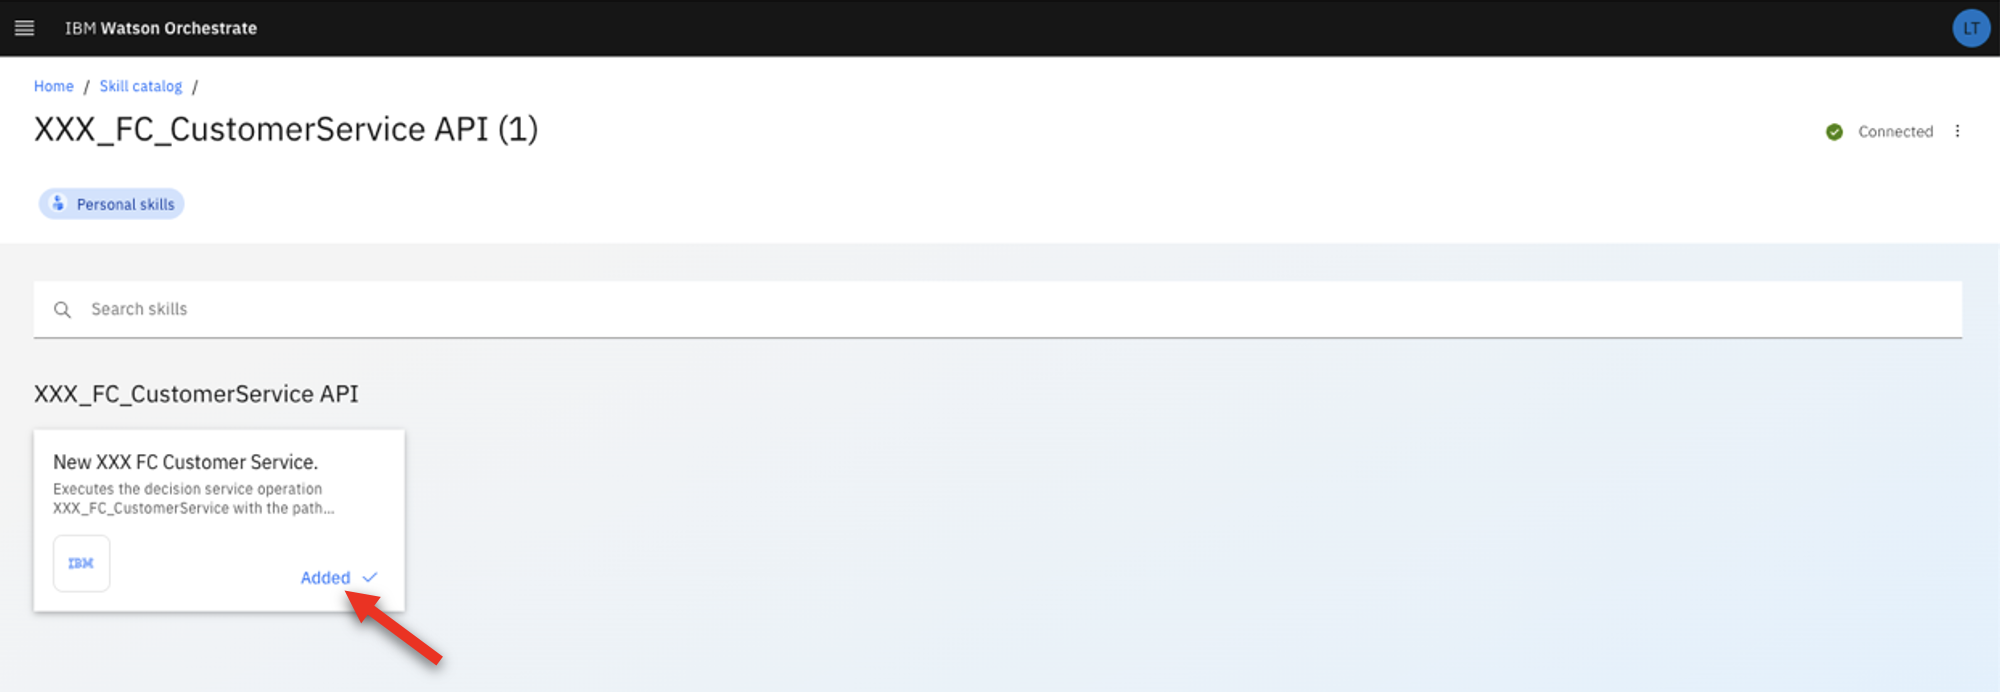 IBM Watson Orchestrate
LT
Home / Skill catalog /
XXX_FC_CustomerService API (1)
Connected
Personal skills
Search skills
XXX_FC_CustomerService API
New XXX FC Customer Service.
Executes the decision service operation
XXX_FC_CustomerService with the path...
IBM
Added